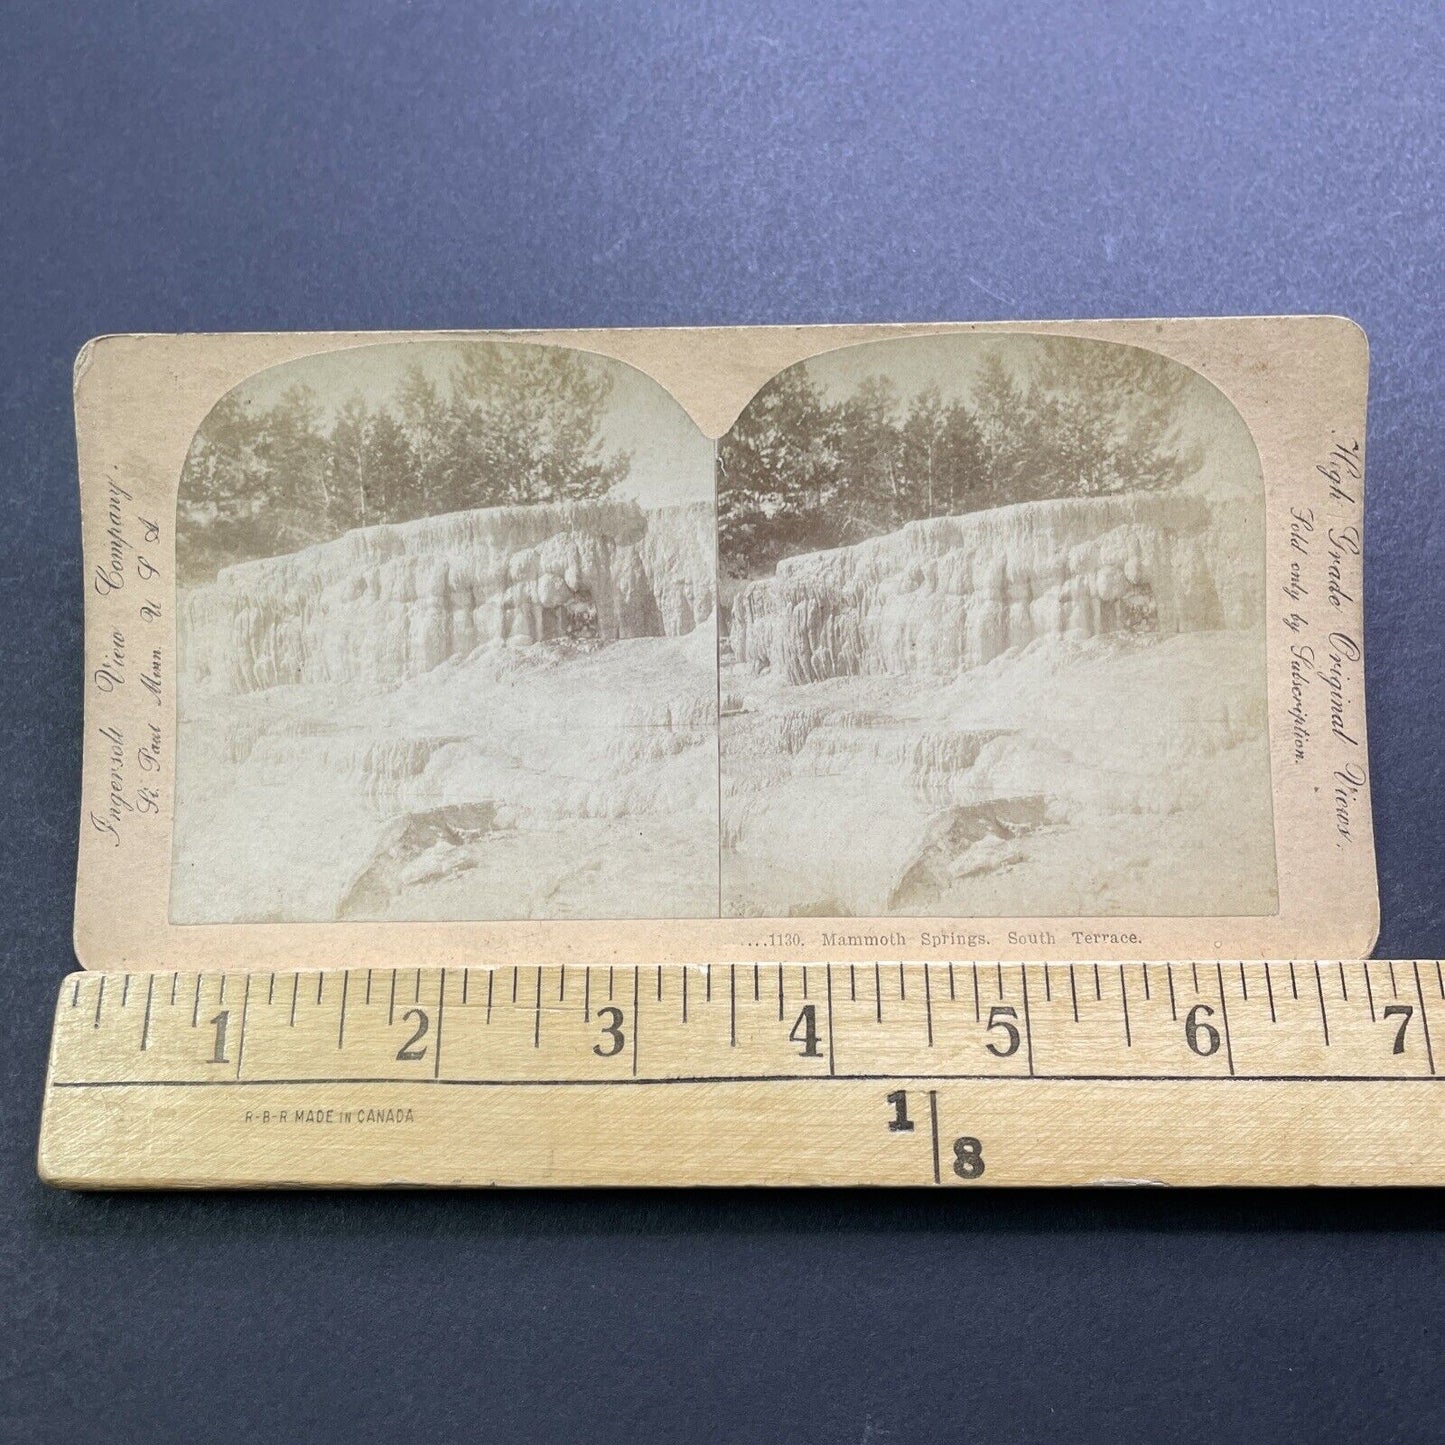 Ingersoll View Company.
St. Paul Minn. U S A
High Grade Original Views.
Sold only by Subscription.
....1130. Mammoth Springs. South Terrace.
1 2 3 4 5 6 7
R-B-R MADE IN CANADA
1
8